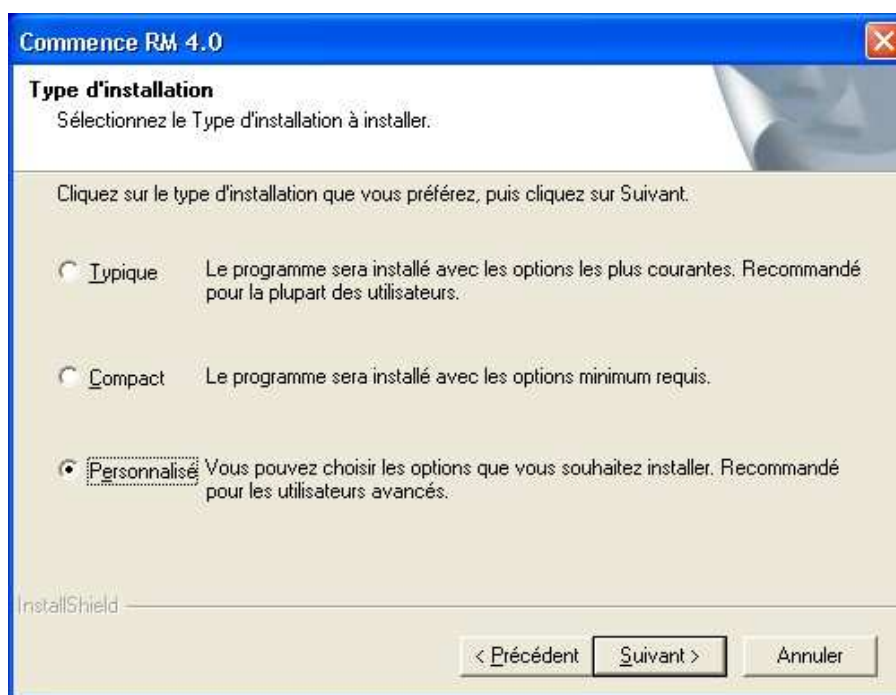 Commence RM 4.0
Type d'installation
Sélectionnez le Type d'installation à installer.
Cliquez sur le type d'installation que vous préférez, puis cliquez sur Suivant.
Typique Le programme sera installé avec les options les plus courantes. Recommandé
pour la plupart des utilisateurs.
Compact Le programme sera installé avec les options minimum requis.
Personnalisé Vous pouvez choisir les options que vous souhaitez installer. Recommandé
pour les utilisateurs avancés.
InstallShield
< Précédent Suivant > Annuler